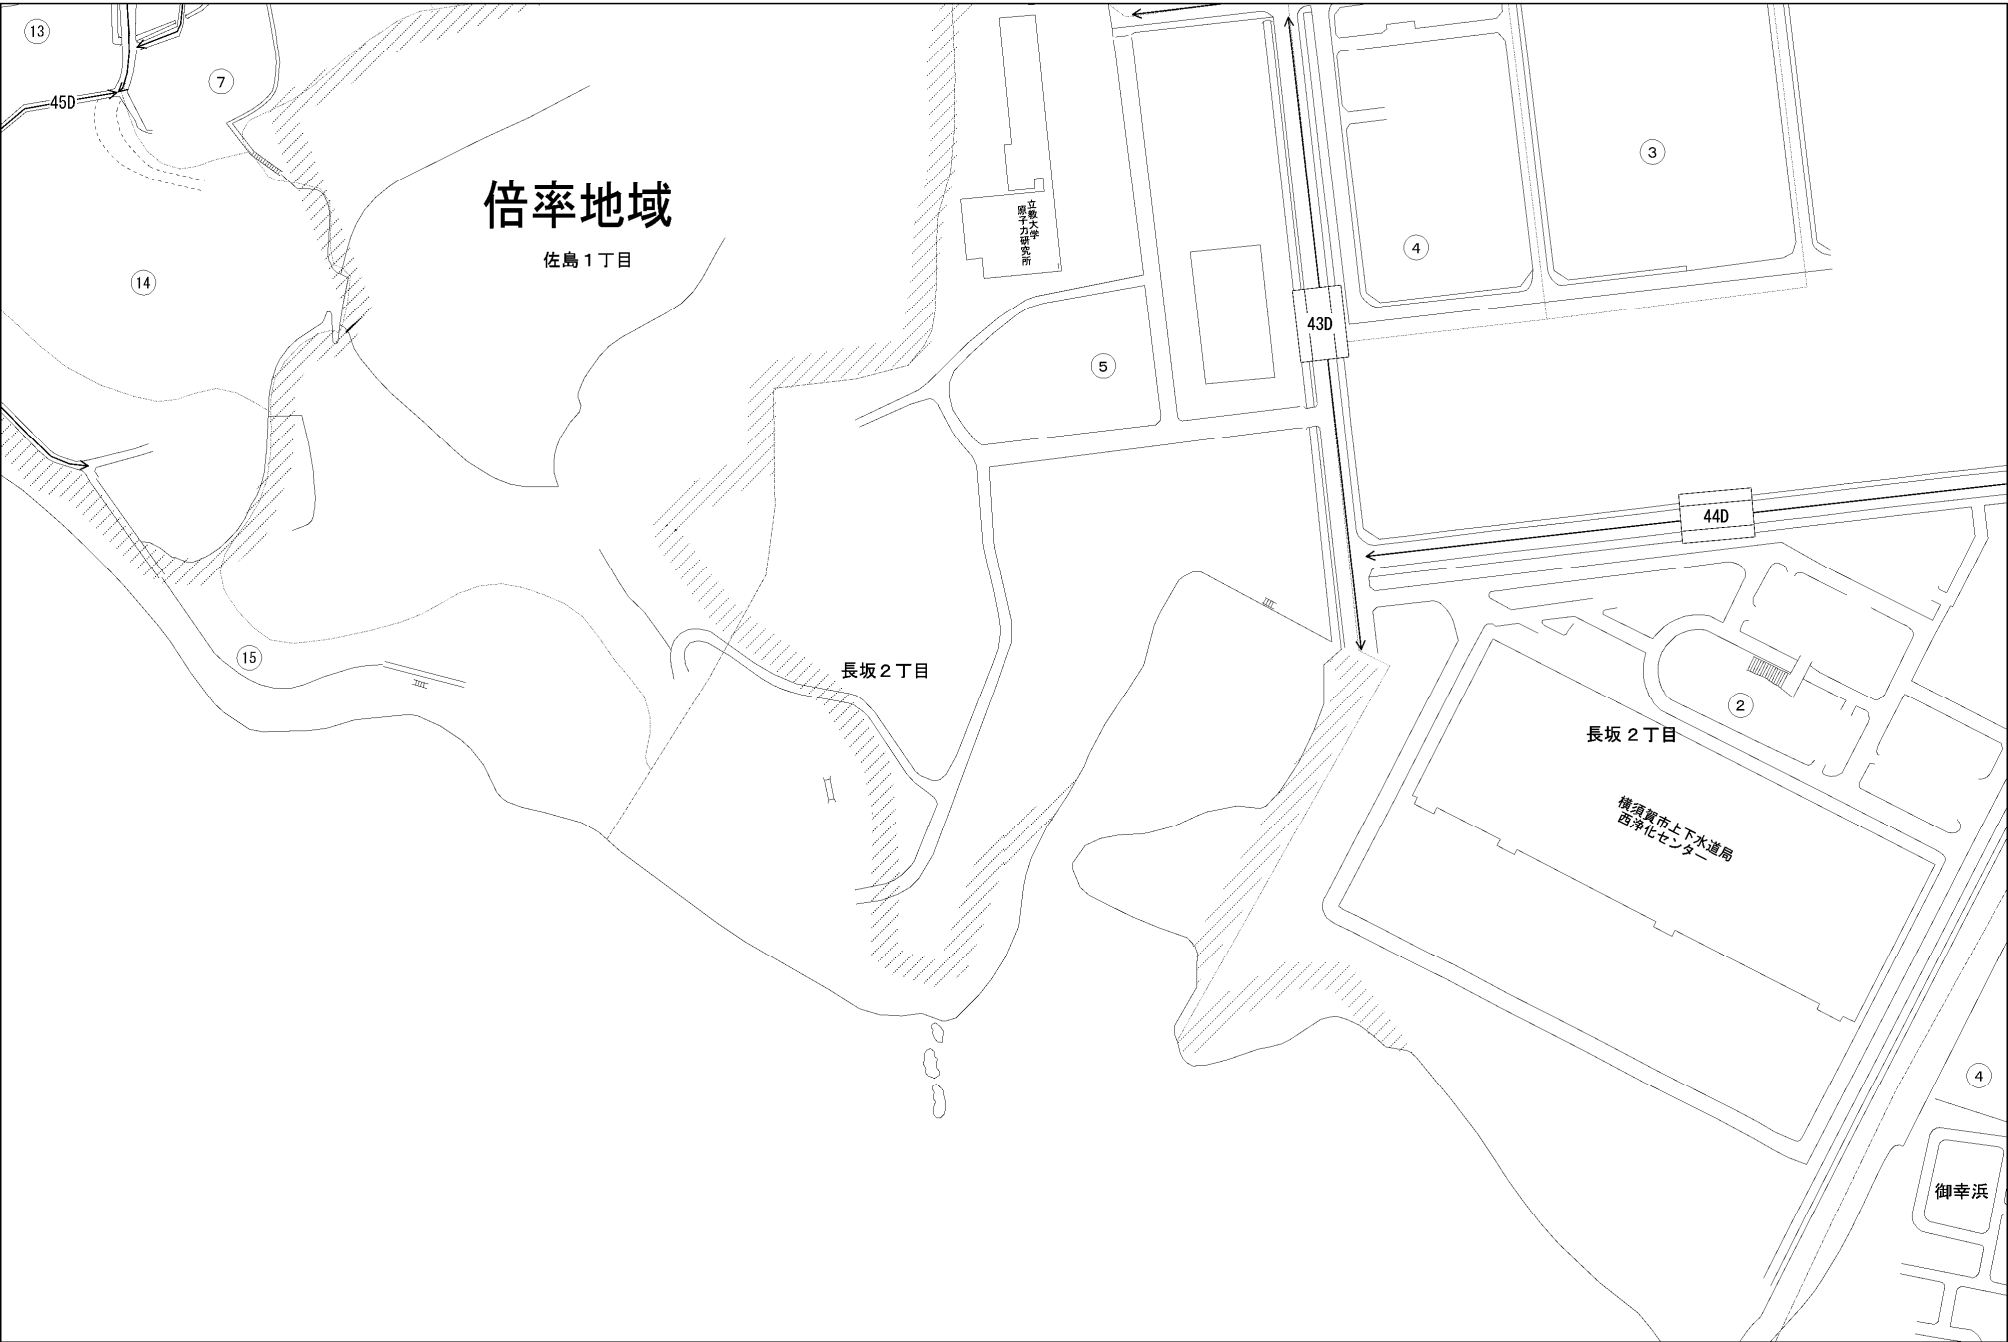 13
7
45D
3
倍率地域
立教大学
原子力研究所
4
佐島1丁目
14
43D
5
44D
15
長坂2丁目
2
長坂2丁目
横須賀市上下水道局
西浄化センター
4
御幸浜